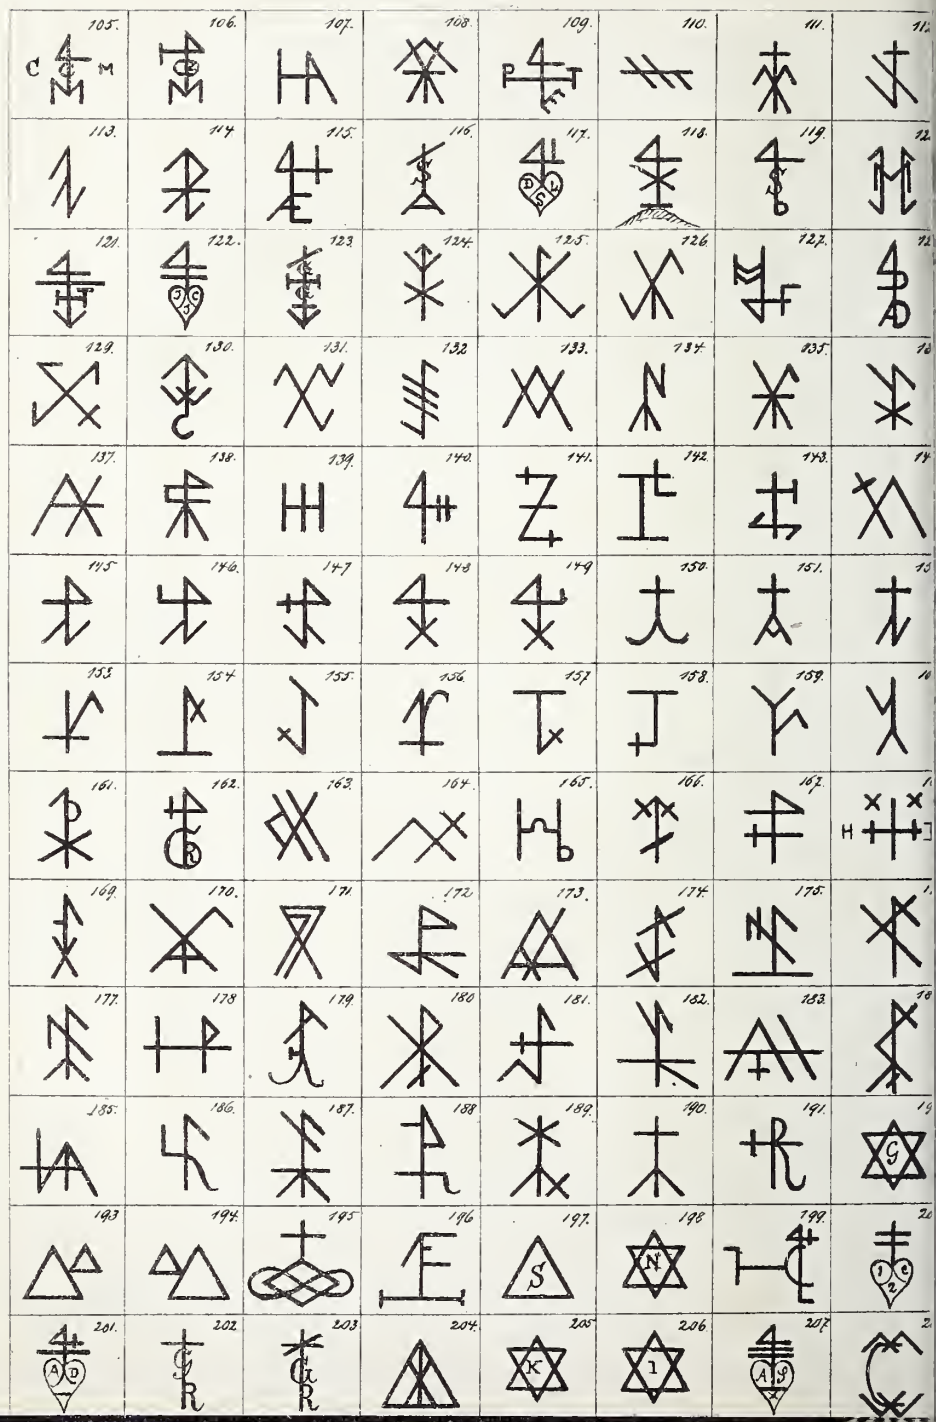 105. 106. 107. 108. 109. 110. 111.
C G M
P T
113. 114 115. 116. 117. 118. 119.
S D L S S
121. 122. 123. 124. 125. 126. 127.
J C J
129. 130. 131. 132 133. 134. 135.
137. 138. 139. 140. 141. 142. 143.
145 146. 147 148 149 150. 151.
153. 154 155. 156. 157 158. 159.
161. 162. 163. 164. 165. 166. 167.
H
169. 170. 171. 172 173. 174. 175.
177. 178 179. 180 181. 182. 183.
185. 186. 187. 188 189. 190. 191.
G
193 194. 195 196 197. 198 199.
S N 1 C 2
201. 202 203 204. 205 206. 207
A D G R G R K 1 A S